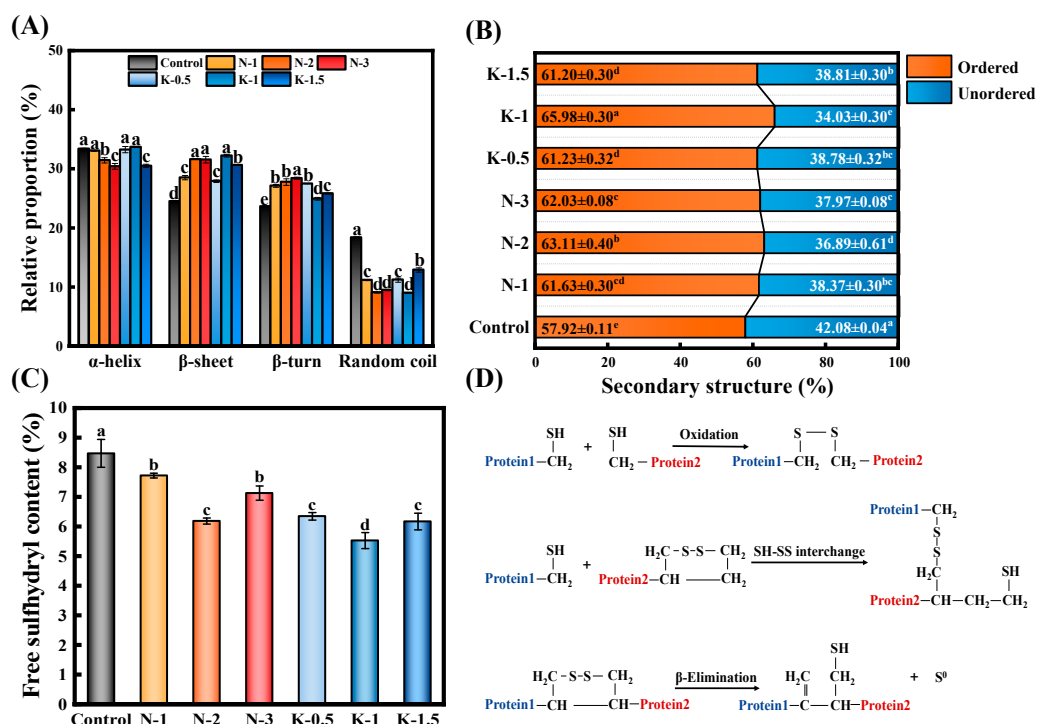 (A)
50
40
30
20
10
0
Relative proportion (%)
Control N-1 N-2 N-3
K-0.5 K-1 K-1.5
a a b c a a c
d c a a c a b
e b b a b d c
a c d d c d b
α-helix β-sheet β-turn Random coil
(B)
Ordered
Unordered
K-1.5 61.20±0.30d 38.81±0.30b
K-1 65.98±0.30a 34.03±0.30e
K-0.5 61.23±0.32d 38.78±0.32bc
N-3 62.03±0.08c 37.97±0.08c
N-2 63.11±0.40b 36.89±0.61d
N-1 61.63±0.30cd 38.37±0.30bc
Control 57.92±0.11e 42.08±0.04a
0 20 40 60 80 100
Secondary structure (%)
(C)
10
9
8
7
6
5
4
3
2
1
0
Free sulfhydryl content (%)
a b c b c d c
Control N-1 N-2 N-3 K-0.5 K-1 K-1.5
(D)
SH SH S — S
+ Oxidation
Protein1—CH2 CH2—Protein2 Protein1—CH2 CH2—Protein2
Protein1—CH2
S
SH H2C—S—S—CH2 SH-SS interchange S
+ H2C SH
Protein1—CH2 Protein2—CH CH2 Protein2—CH—CH2—CH2
SH
H2C—S—S—CH2 β-Elimination H2C CH2 + S0
Protein1—CH CH—Protein2 Protein1—C—CH—Protein2